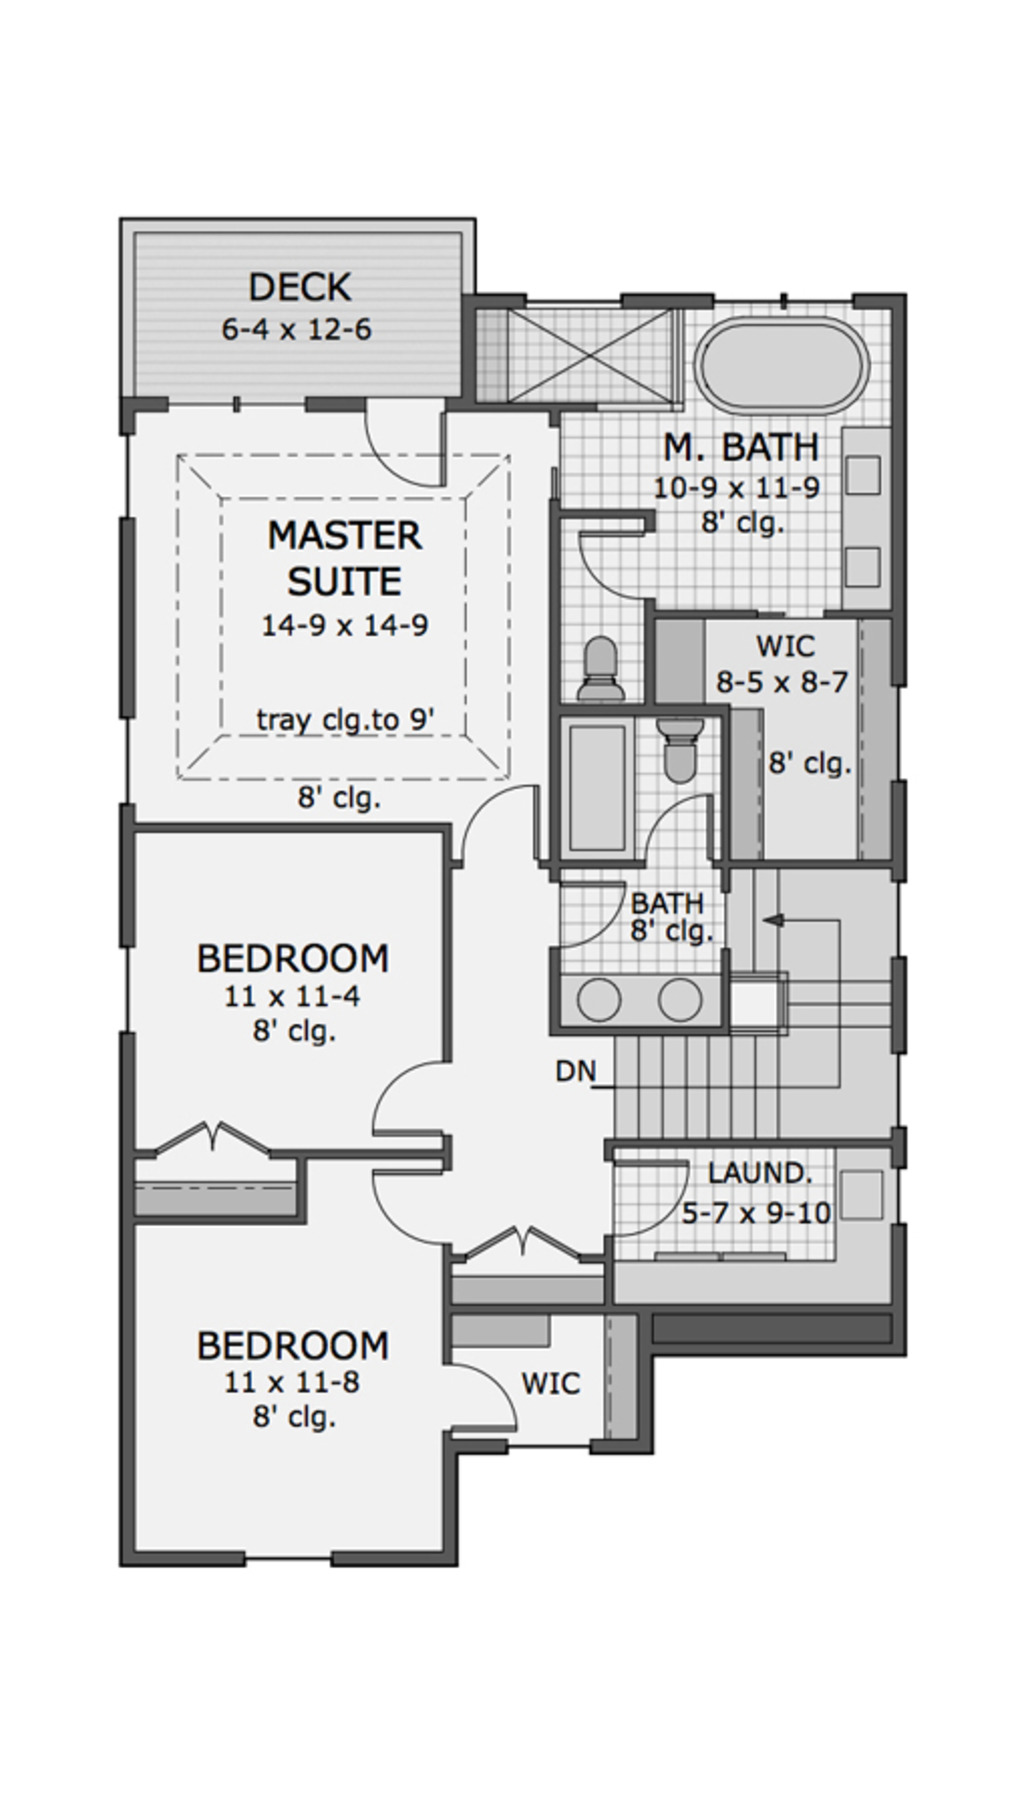 DECK
6-4 x 12-6
M. BATH
10-9 x 11-9
8' clg.
MASTER
SUITE
14-9 x 14-9
tray clg.to 9'
8' clg.
WIC
8-5 x 8-7
8' clg.
BATH
8' clg.
BEDROOM
11 x 11-4
8' clg.
DN
LAUND.
5-7 x 9-10
BEDROOM
11 x 11-8
8' clg.
WIC